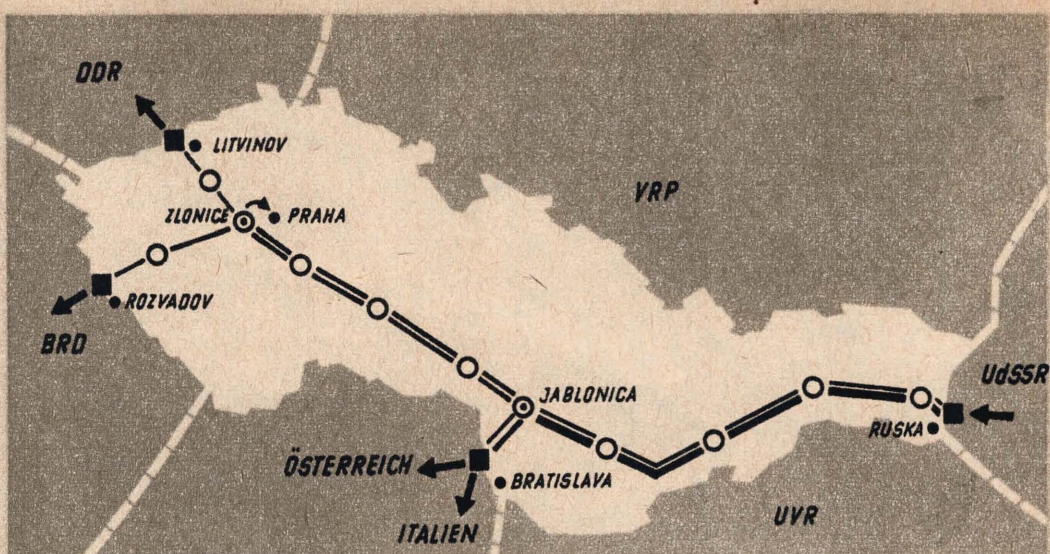 DDR
LITVINOV
VRP
ZLONICE
PRAHA
ROZVADOV
BRD
UdSSR
JABLONICA
RUSKA
ÖSTERREICH
BRATISLAVA
UVR
ITALIEN